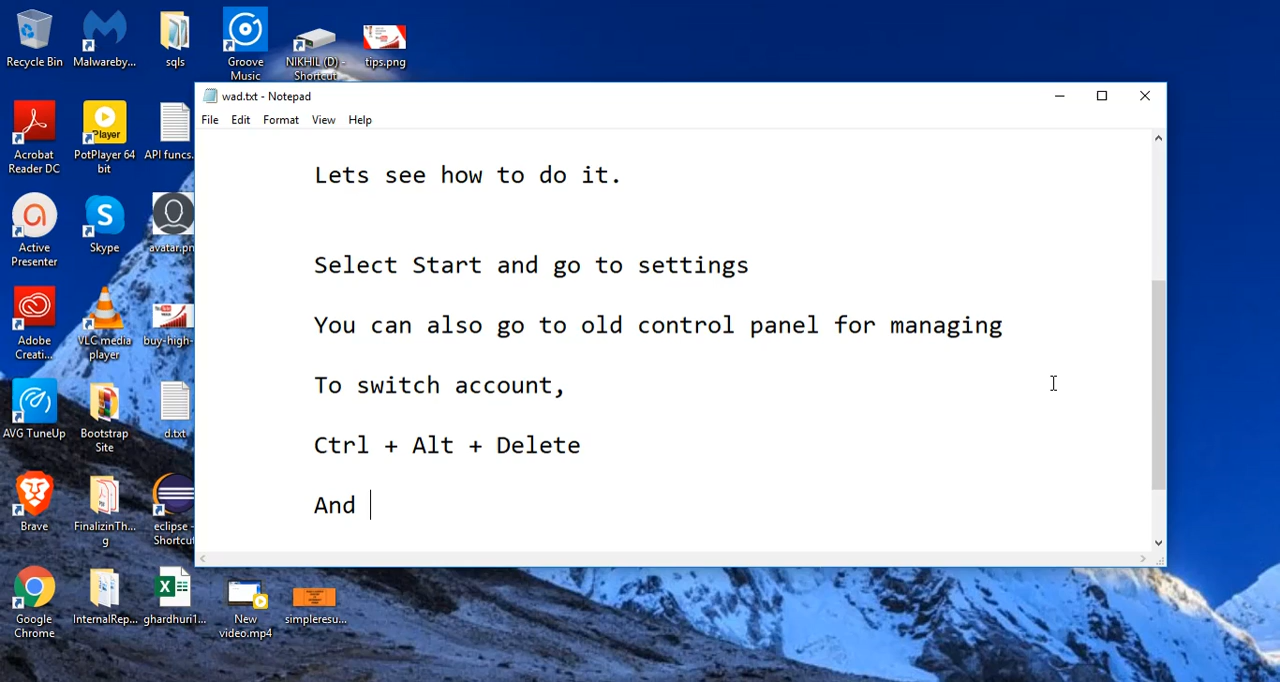 Recycle Bin
Malwareby...
sqls
Groove
Music
NIKHIL (D) -
Shortcut
tips.png
Acrobat
Reader DC
Player
PotPlayer 64
bit
API funcs.
Active
Presenter
Skype
avatar.pn
Adobe
Creati...
VLC media
player
buy-high-
AVG TuneUp
Bootstrap
Site
d.txt
Brave
FinalizinTh...
g
eclipse -
Shortcut
Google
Chrome
InternalRep...
ghardhuri1...
New
video.mp4
simpleresu...
wad.txt - Notepad
File Edit Format View Help
Lets see how to do it.
Select Start and go to settings
You can also go to old control panel for managing
To switch account,
Ctrl + Alt + Delete
And